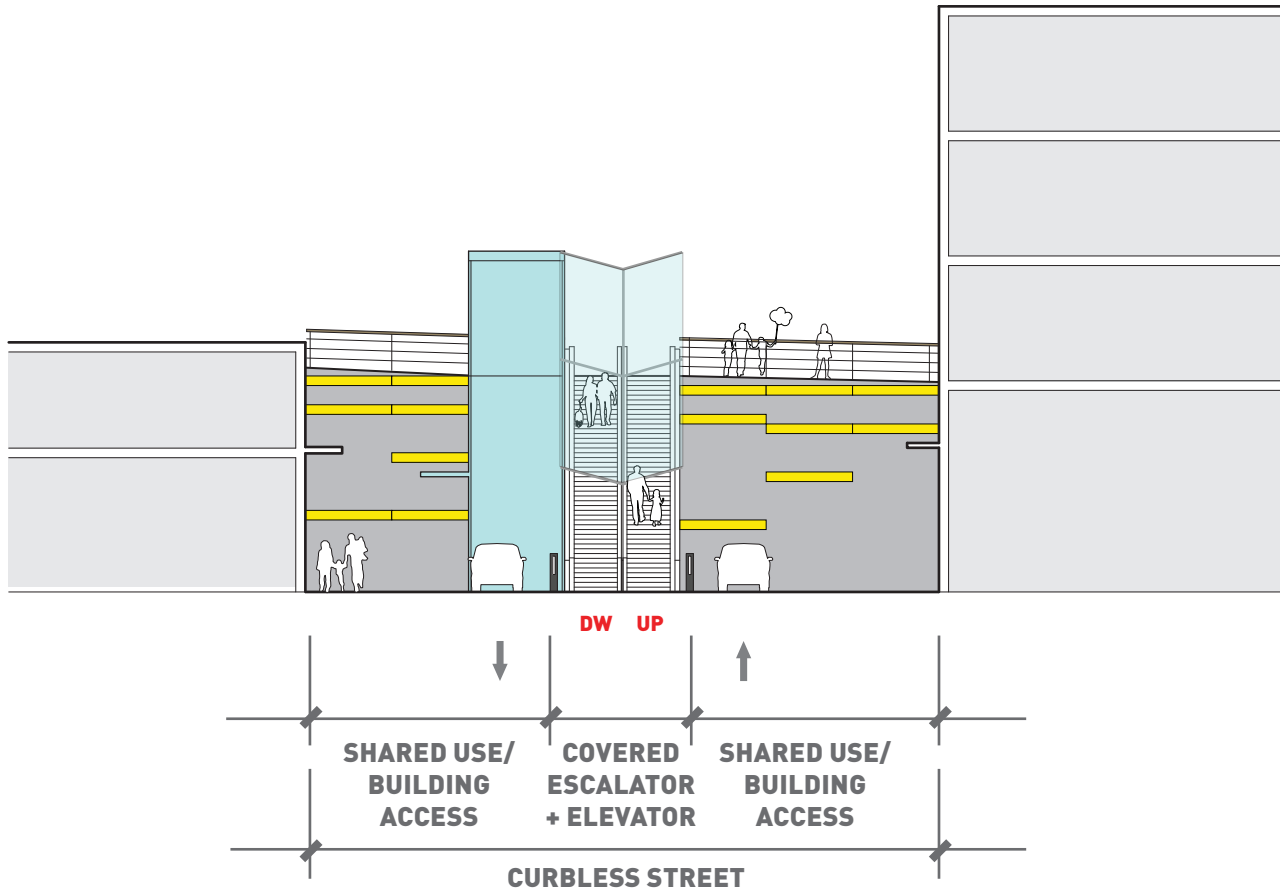 DW UP
SHARED USE/
BUILDING
ACCESS
COVERED
ESCALATOR
+ ELEVATOR
SHARED USE/
BUILDING
ACCESS
CURBLESS STREET